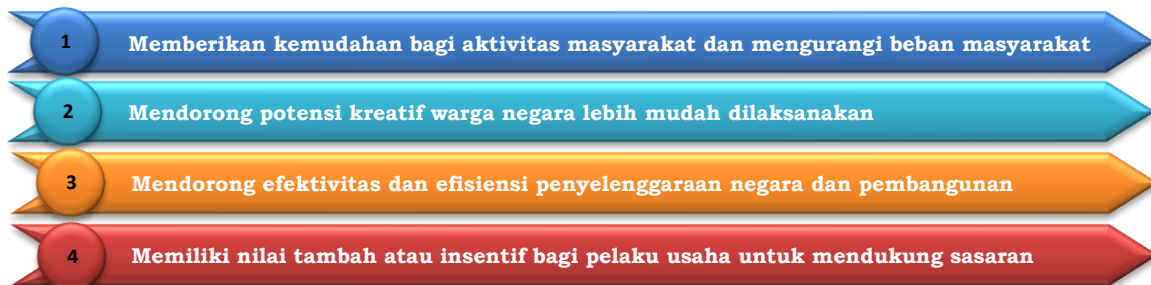 1 Memberikan kemudahan bagi aktivitas masyarakat dan mengurangi beban masyarakat
2 Mendorong potensi kreatif warga negara lebih mudah dilaksanakan
3 Mendorong efektivitas dan efisiensi penyelenggaraan negara dan pembangunan
4 Memiliki nilai tambah atau insentif bagi pelaku usaha untuk mendukung sasaran